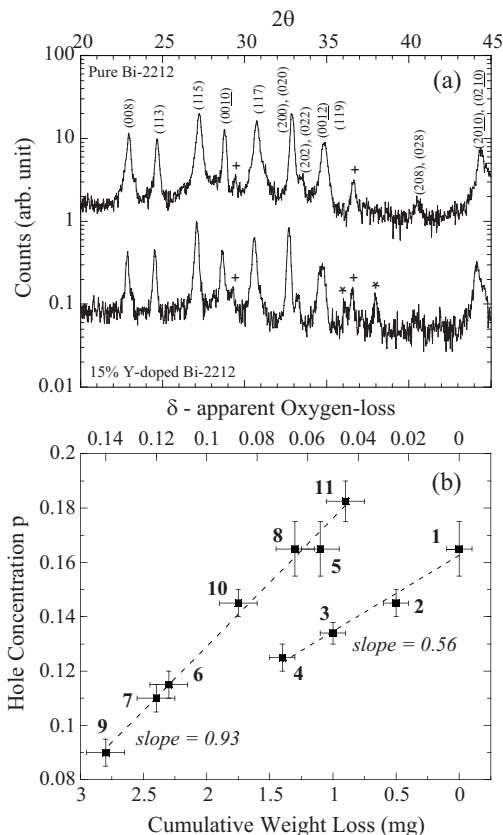 2θ
20 25 30 35 40 45
100
10
1
0.1
0.01
Counts (arb. unit)
Pure Bi-2212
(a)
(008)
(113)
(115)
(0010)
+
(117)
(200), (020)
(202), (022)
(0012)
(119)
+
(208), (028)
(2010), (0210)
+
*
+
*
15% Y-doped Bi-2212
δ - apparent Oxygen-loss
0.14 0.12 0.1 0.08 0.06 0.04 0.02 0
(b)
0.2
0.18
0.16
0.14
0.12
0.1
0.08
Hole Concentration p
11
8
5
1
10
2
3
4
6
7
9
slope = 0.56
slope = 0.93
3 2.5 2 1.5 1 0.5 0
Cumulative Weight Loss (mg)